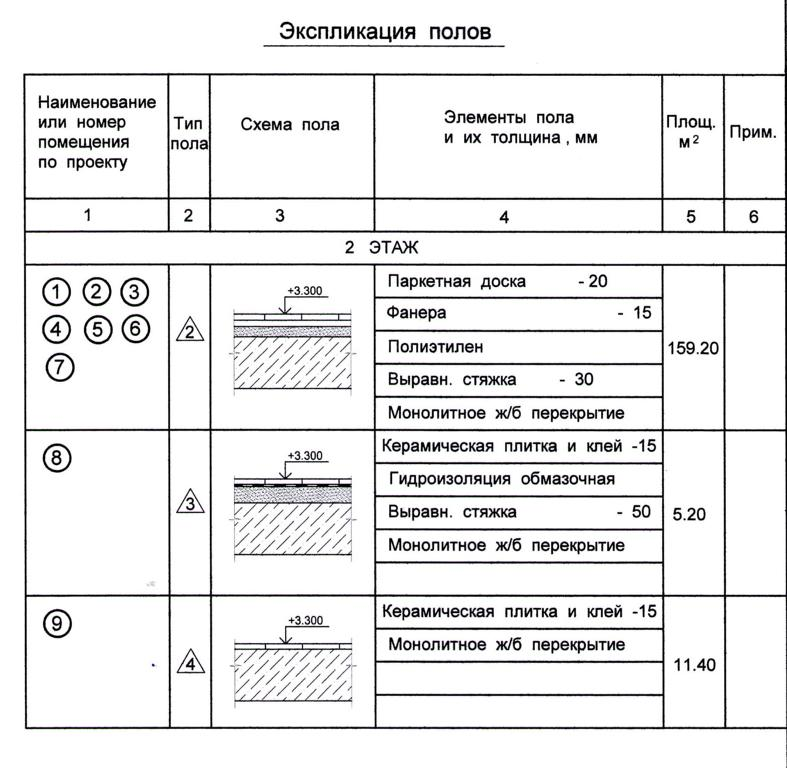 Экспликация полов
Наименование
или номер
помещения
по проекту
Тип
пола
Схема пола
Элементы пола
и их толщина , мм
Площ.
м²
Прим.
1 2 3 4 5 6
2 ЭТАЖ
1 2 3
4 5 6
7
2
+3.300
Паркетная доска - 20
Фанера - 15
Полиэтилен
Выравн. стяжка - 30
Монолитное ж/б перекрытие
159.20
8
3
+3.300
Керамическая плитка и клей -15
Гидроизоляция обмазочная
Выравн. стяжка - 50
Монолитное ж/б перекрытие
5.20
9
4
+3.300
Керамическая плитка и клей -15
Монолитное ж/б перекрытие
11.40